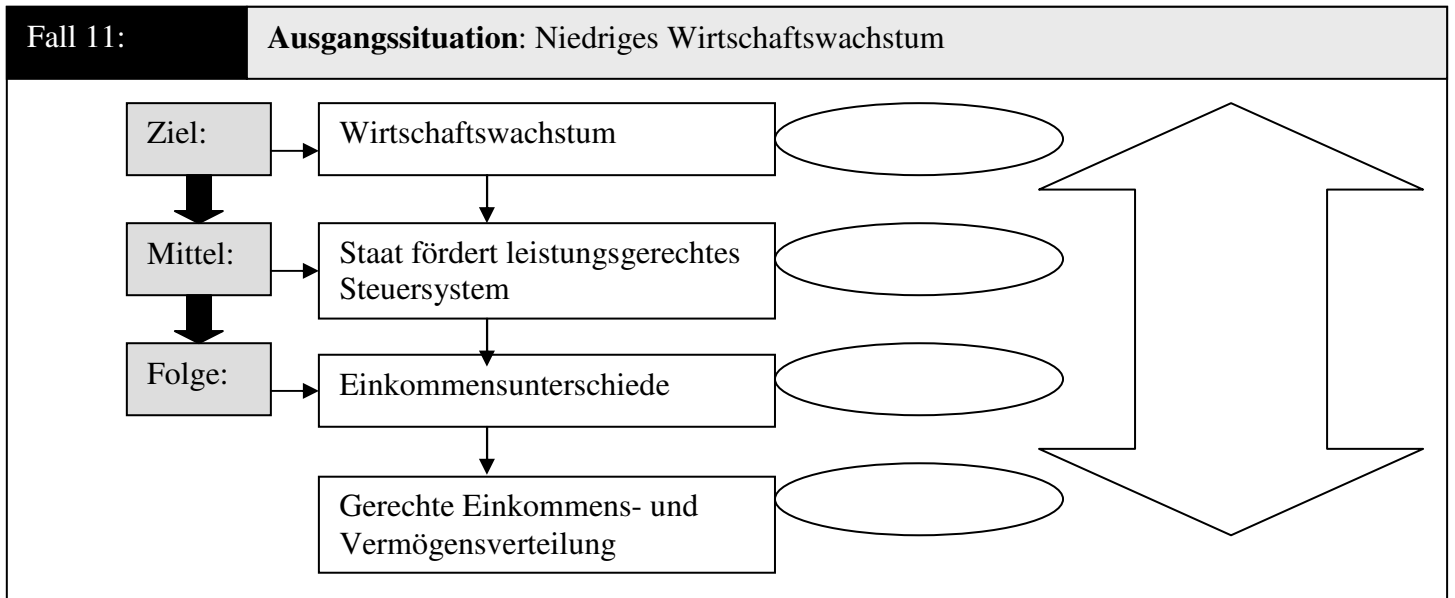 Fall 11:
Ausgangssituation: Niedriges Wirtschaftswachstum
Ziel:
Wirtschaftswachstum
Mittel:
Staat fördert leistungsgerechtes
Steuersystem
Folge:
Einkommensunterschiede
Gerechte Einkommens- und
Vermögensverteilung